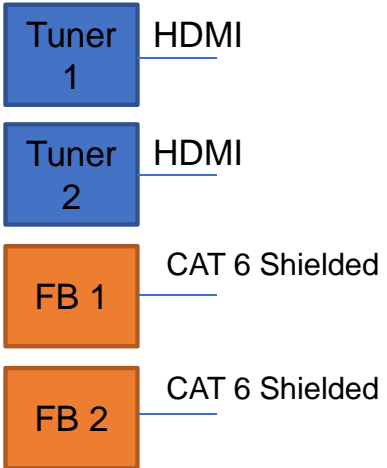 Tuner
1
HDMI
Tuner
2
HDMI
FB 1
CAT 6 Shielded
FB 2
CAT 6 Shielded